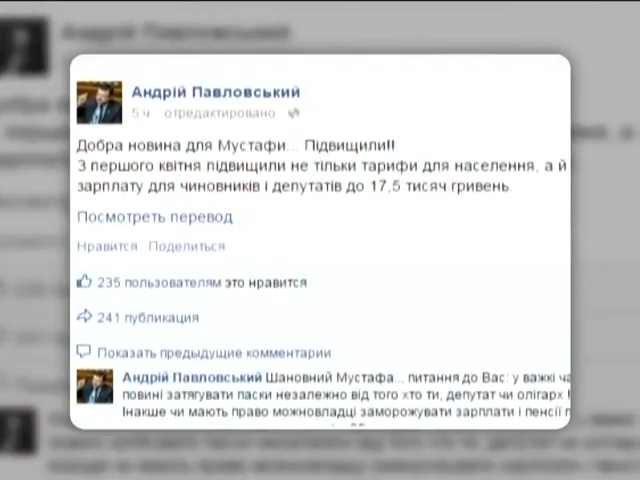 Андрій Павловський
Андрій Павловський
5 ч отредактировано
Добра новина для Мустафи... Підвищили!!
З першого квітня підвищили не тільки тарифи для населення, а й
зарплату для чиновників і депутатів до 17,5 тисяч гривень
Посмотреть перевод
Нравится Поделиться
235 пользователям это нравится
241 публикация
Показать предыдущие комментарии
Андрій Павловський Шановний Мустафа... питання до Вас: у важкі
повині затягувати паски незалежно від того хто ти, депутат чи олігарх
Інакше чи мають право можновладці заморожувати зарплати і пенсії